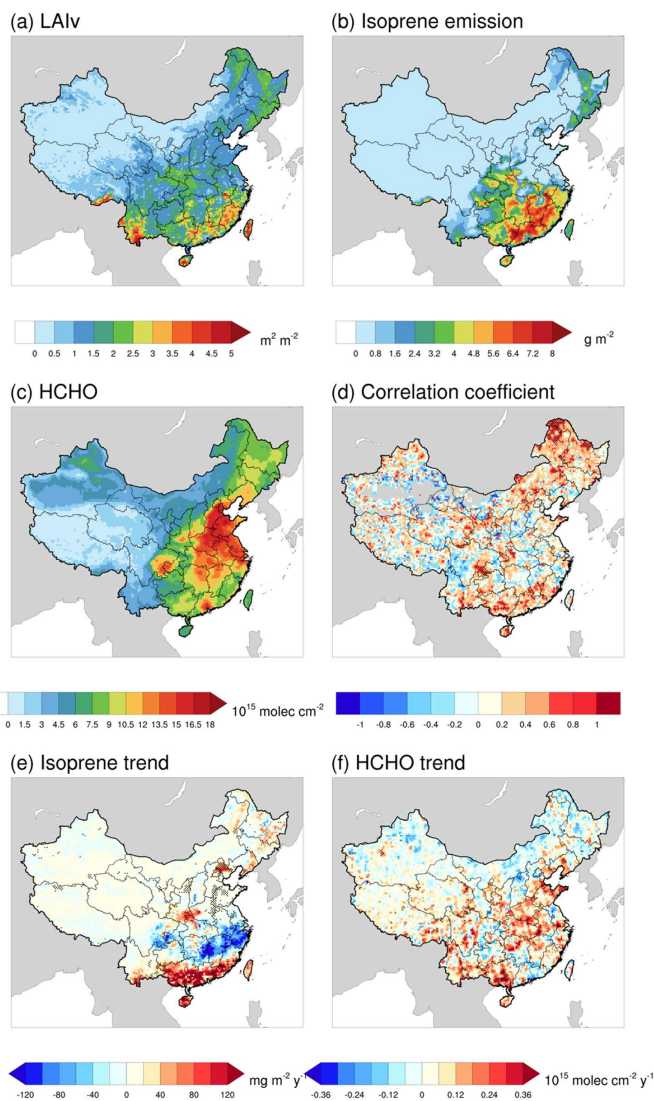 (a) LAIv
(b) Isoprene emission
0 0.5 1 1.5 2 2.5 3 3.5 4 4.5 5
m² m⁻²
0 0.8 1.6 2.4 3.2 4 4.8 5.6 6.4 7.2 8
g m⁻²
(c) HCHO
(d) Correlation coefficient
0 1.5 3 4.5 6 7.5 9 10.5 12 13.5 15 16.5 18
10¹⁵ molec cm⁻²
-1 -0.8 -0.6 -0.4 -0.2 0 0.2 0.4 0.6 0.8 1
(e) Isoprene trend
(f) HCHO trend
-120 -80 -40 0 40 80 120
mg m⁻² y⁻¹
-0.36 -0.24 -0.12 0 0.12 0.24 0.36
10¹⁵ molec cm⁻² y⁻¹